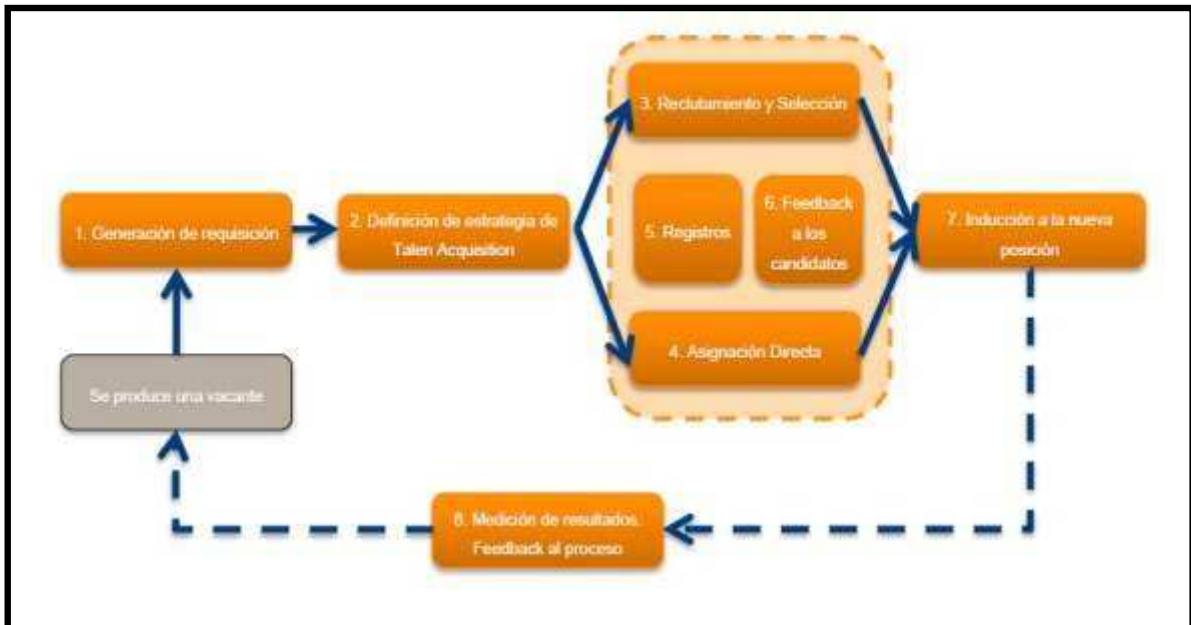 3. Reclutamiento y Selección
1. Generación de requisición
2. Definición de estrategia de
Talen Acquisition
5. Registros
6. Feedback
a los
candidatos
7. Inducción a la nueva
posición
4. Asignación Directa
Se produce una vacante
8. Medición de resultados.
Feedback al proceso